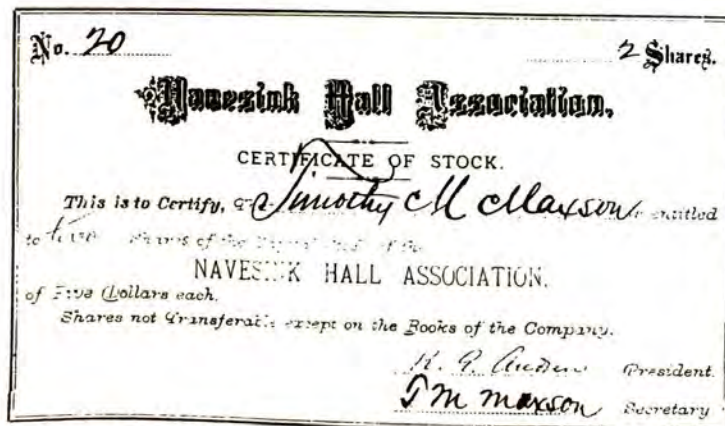 No. 20 2 Shares.
Navesink Hall Association.
CERTIFICATE OF STOCK.
This is to Certify, Timothy M Maxson is entitled
to two Shares of the Capital Stock of the
NAVESINK HALL ASSOCIATION.
of Five Dollars each.
Shares not Transferable except on the Books of the Company.
President.
T M Maxson Secretary